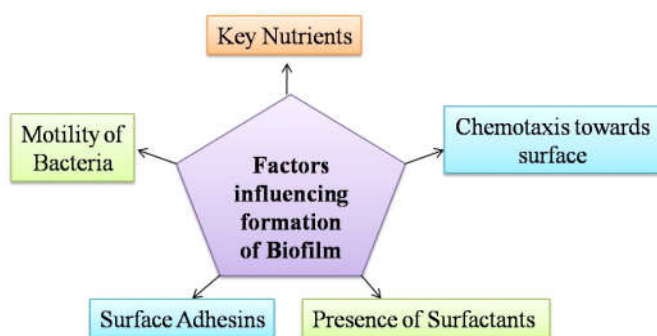 Key Nutrients
Motility of
Bacteria
Chemotaxis towards
surface
Factors
influencing
formation
of Biofilm
Surface Adhesins
Presence of Surfactants